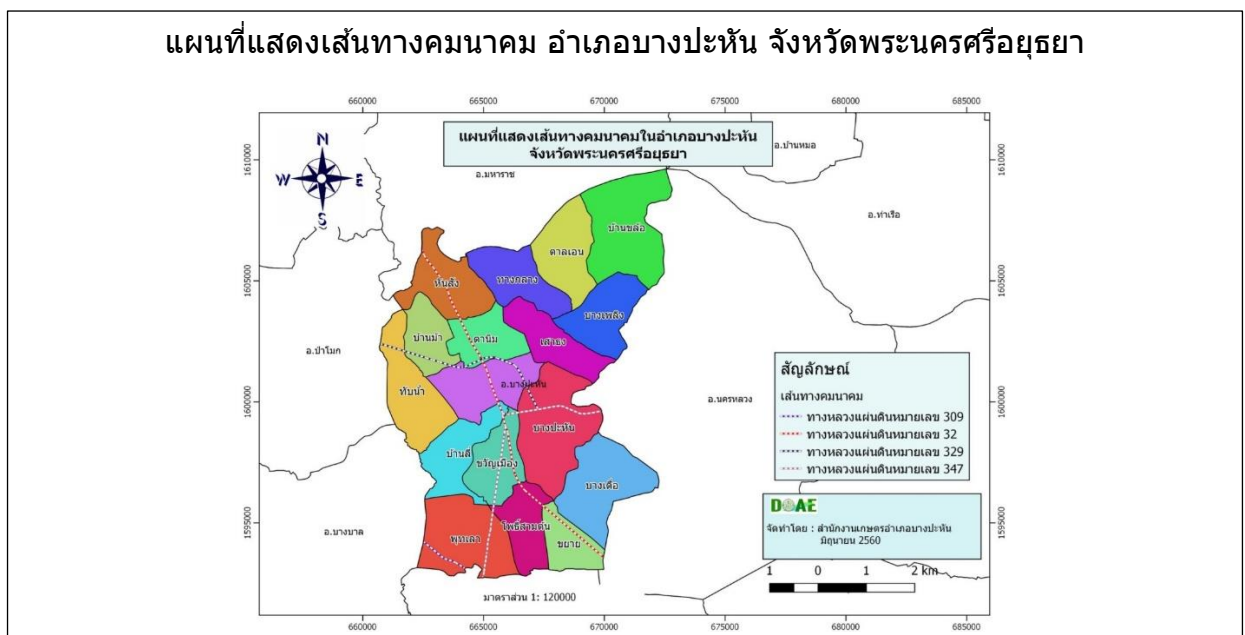 แผนที่แสดงเส้นทางคมนาคม อำเภอบางปะหัน จังหวัดพระนครศรีอยุธยา
660000 665000 670000 675000 680000 685000
แผนที่แสดงเส้นทางคมนาคมในอำเภอบางปะหัน
จังหวัดพระนครศรีอยุธยา
N
W E
S
อ.บ้านหมอ
1610000 1610000
อ.มหาราช
อ.ท่าเรือ
บ้านขล้อ
ตาลเอน
ทางกลาง
หันสัง
1605000 1605000
บางเพลิง
บ้านม้า
ตานิม
เสาธง
อ.ป่าโมก
ทับน้ำ
อ.บางปะหัน
อ.นครหลวง
1600000 1600000
บางปะหัน
บ้านลี่
ขวัญเมือง
บางเดื่อ
สัญลักษณ์
เส้นทางคมนาคม
ทางหลวงแผ่นดินหมายเลข 309
ทางหลวงแผ่นดินหมายเลข 32
ทางหลวงแผ่นดินหมายเลข 329
ทางหลวงแผ่นดินหมายเลข 347
1595000 1595000
อ.บางบาล
พุทเลา
โพธิ์สามต้น
ขยาย
DOAE
จัดทำโดย : สำนักงานเกษตรอำเภอบางปะหัน
มิถุนายน 2560
1 0 1 2 km
มาตราส่วน 1: 120000
660000 665000 670000 675000 680000 685000